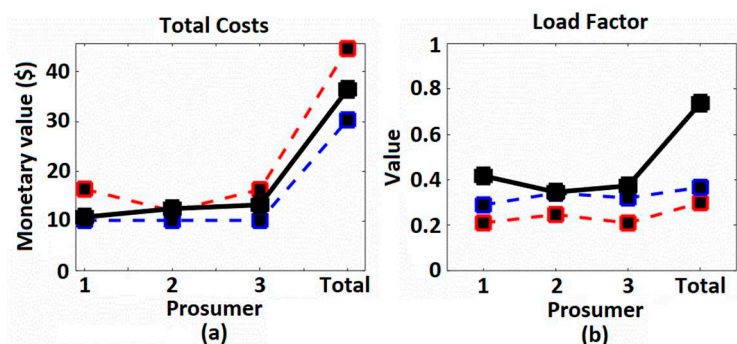 Total Costs
Monetary value ($)
40
30
20
10
0
1 2 3 Total
Prosumer
(a)
Load Factor
Value
1
0.8
0.6
0.4
0.2
0
1 2 3 Total
Prosumer
(b)